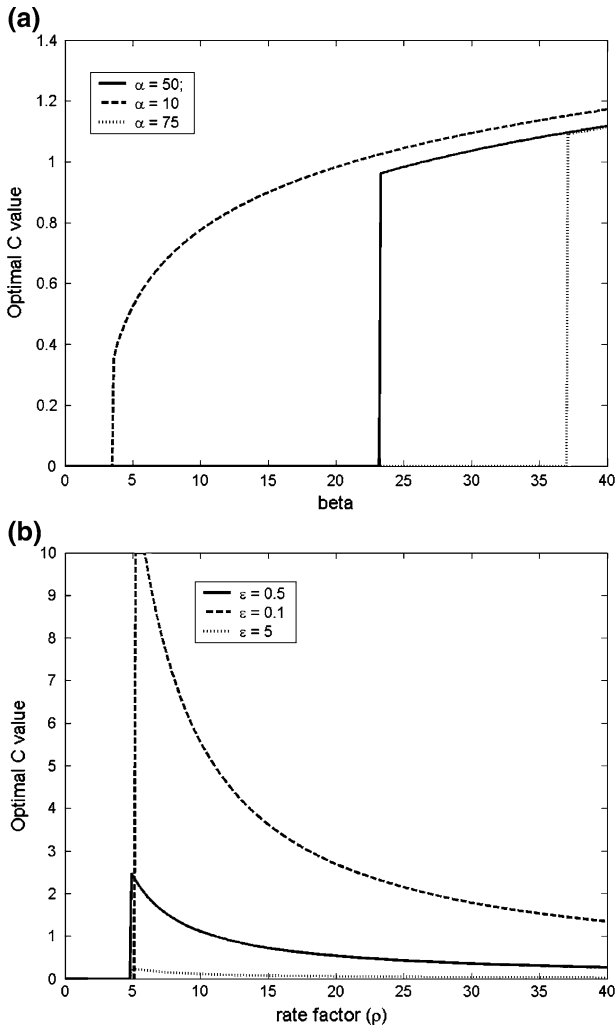 (a)
1.4
1.2
1
0.8
0.6
0.4
0.2
0
Optimal C value
α = 50;
α = 10
α = 75
0 5 10 15 20 25 30 35 40
beta
(b)
10
9
8
7
6
5
4
3
2
1
0
Optimal C value
ε = 0.5
ε = 0.1
ε = 5
0 5 10 15 20 25 30 35 40
rate factor (ρ)